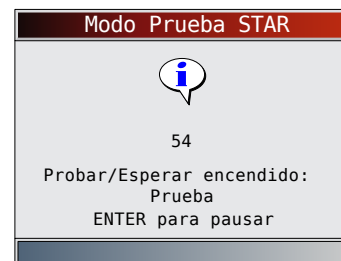 Modo Prueba STAR
i
54
Probar/Esperar encendido:
Prueba
ENTER para pausar